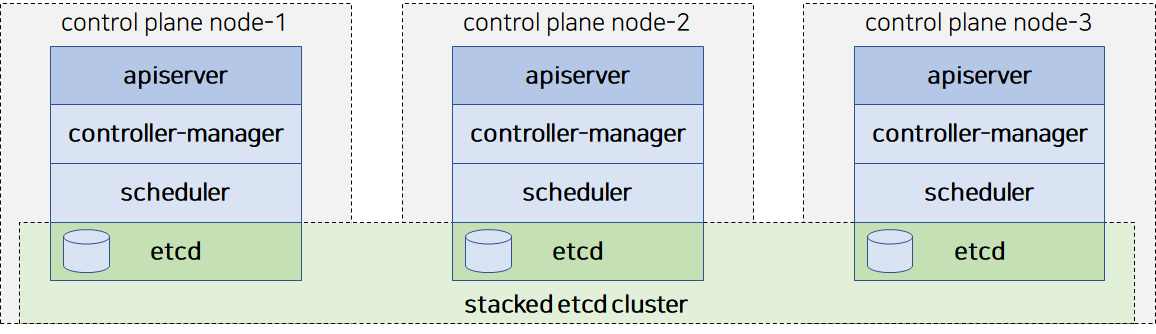 control plane node-1
apiserver
controller-manager
scheduler
etcd
control plane node-2
apiserver
controller-manager
scheduler
etcd
control plane node-3
apiserver
controller-manager
scheduler
etcd
stacked etcd cluster